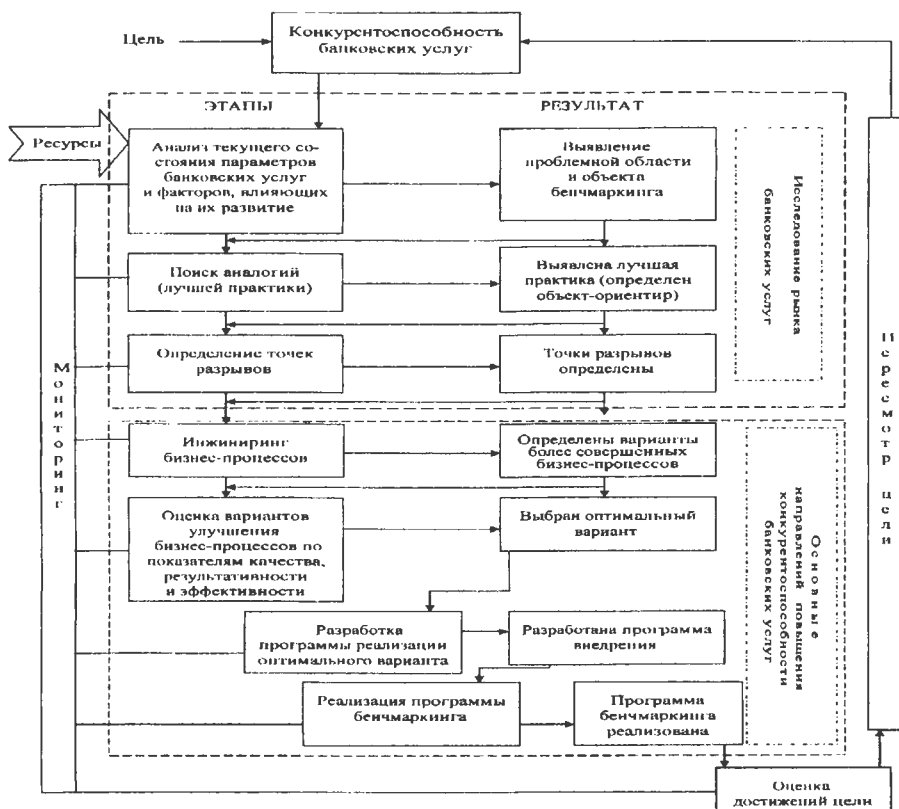 Цель
Конкурентоспособность
банковских услуг
ЭТАПЫ
РЕЗУЛЬТАТ
Ресурсы
Анализ текущего со-
стояния параметров
банковских услуг
и факторов, влияющих
на их развитие
Выявление
проблемной области
и объекта
бенчмаркинга
Исследование рынка
банковских услуг
Поиск аналогий
(лучшей практики)
Выявлена лучшая
практика (определен
объект-ориентир)
Определение точек
разрывов
Точки разрывов
определены
Мониторинг
Пересмотр цели
Инжиниринг
бизнес-процессов
Определены варианты
более совершенных
бизнес-процессов
Оценка вариантов
улучшения
бизнес-процессов по
показателям качества,
результативности
и эффективности
Выбран оптимальный
вариант
Основные
направлений повышения
конкурентоспособности
банковских услуг
Разработка
программы реализации
оптимального варианта
Разработана программа
внедрения
Реализация программы
бенчмаркинга
Программа
бенчмаркинга
реализована
Оценка
достижений цели